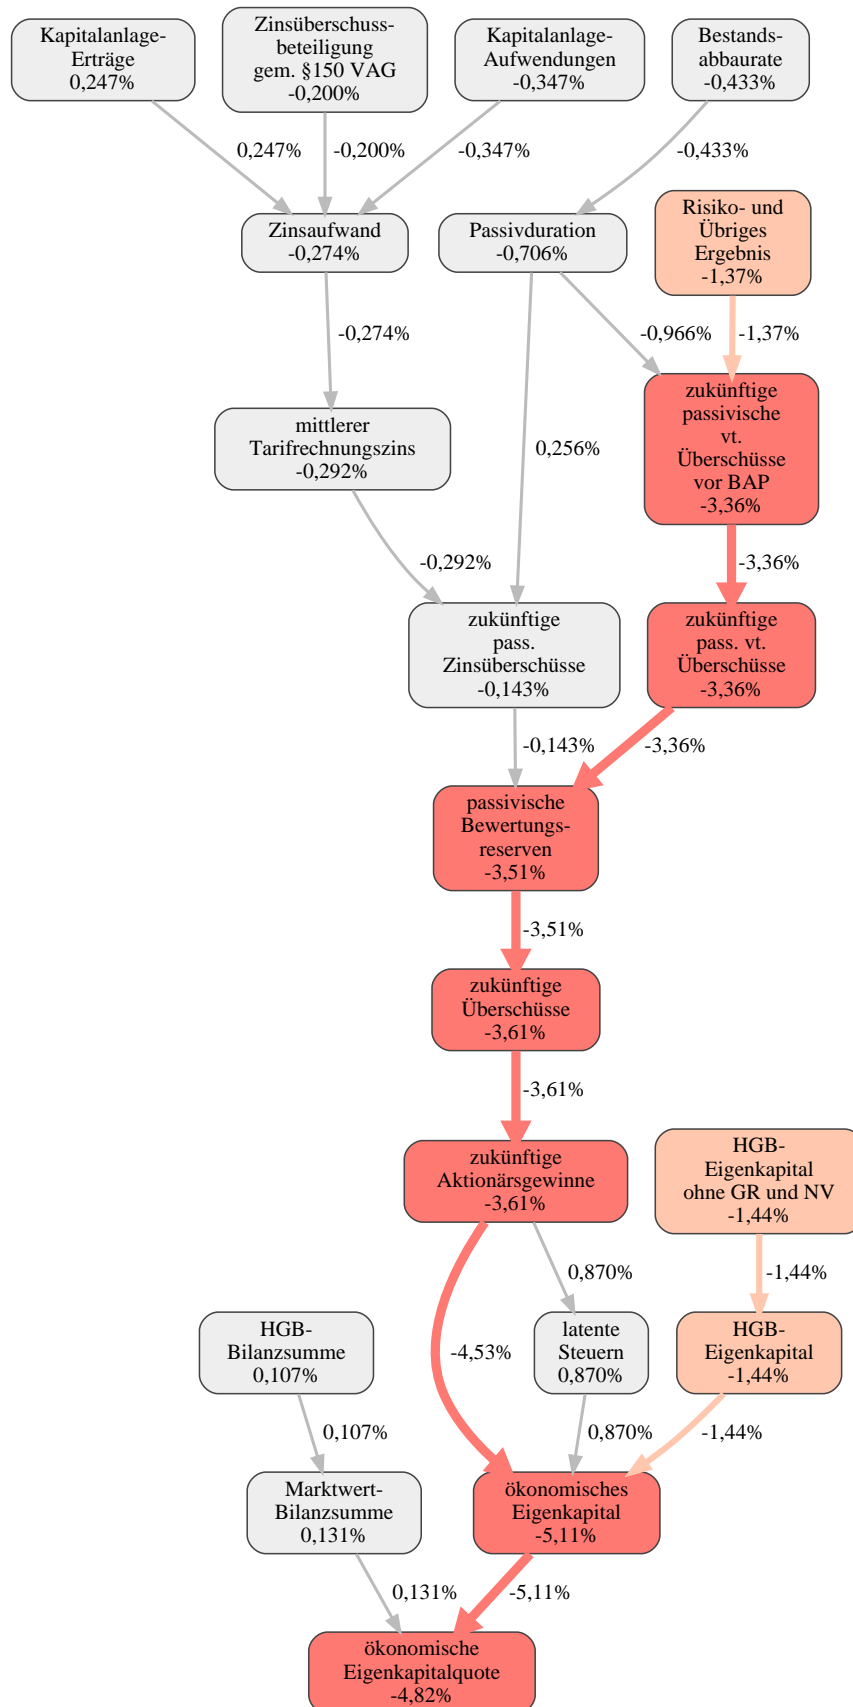 Kapitalanlage-
Erträge
0,247%
Zinsüberschuss-
beteiligung
gem. §150 VAG
-0,200%
Kapitalanlage-
Aufwendungen
-0,347%
Bestands-
abbaurate
-0,433%
0,247%
-0,200%
-0,347%
-0,433%
Zinsaufwand
-0,274%
Passivduration
-0,706%
Risiko- und
Übriges
Ergebnis
-1,37%
-0,274%
-0,966%
-1,37%
mittlerer
Tarifrechnungszins
-0,292%
0,256%
zukünftige
passivische
vt.
Überschüsse
vor BAP
-3,36%
-0,292%
-3,36%
zukünftige
pass.
Zinsüberschüsse
-0,143%
zukünftige
pass. vt.
Überschüsse
-3,36%
-0,143%
-3,36%
passivische
Bewertungs-
reserven
-3,51%
-3,51%
zukünftige
Überschüsse
-3,61%
-3,61%
zukünftige
Aktionärsgewinne
-3,61%
HGB-
Eigenkapital
ohne GR und NV
-1,44%
0,870%
-1,44%
HGB-
Bilanzsumme
0,107%
-4,53%
latente
Steuern
0,870%
HGB-
Eigenkapital
-1,44%
0,107%
0,870%
-1,44%
Marktwert-
Bilanzsumme
0,131%
ökonomisches
Eigenkapital
-5,11%
0,131%
-5,11%
ökonomische
Eigenkapitalquote
-4,82%